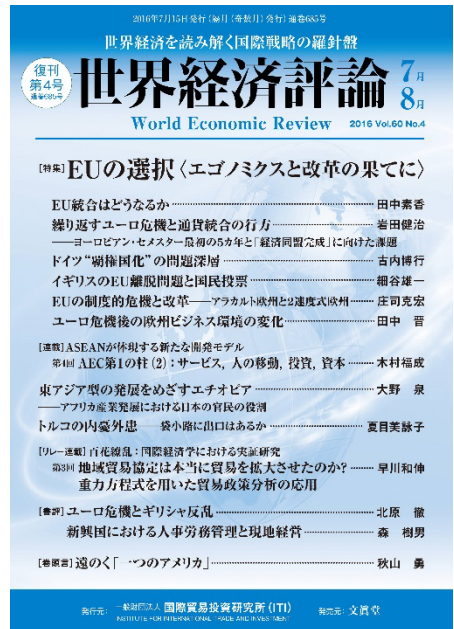 2016年7月15日発行(隔月(奇数月)発行)通巻685号
世界経済を読み解く国際戦略の羅針盤
復刊
第4号
通巻685号
世界経済評論 7月
8月
World Economic Review 2016 Vol.60 No.4
[特集]EUの選択〈エゴノミクスと改革の果てに〉
EU統合はどうなるか 田中素香
繰り返すユーロ危機と通貨統合の行方 岩田健治
──ヨーロピアン・セメスター最初の5カ年と「経済同盟完成」に向けた課題
ドイツ“覇権国化”の問題深層 古内博行
イギリスのEU離脱問題と国民投票 細谷雄一
EUの制度的危機と改革──アラカルト欧州と2速度式欧州 庄司克宏
ユーロ危機後の欧州ビジネス環境の変化 田中 晋
[連載]ASEANが体現する新たな開発モデル
第4回 AEC第1の柱(2):サービス,人の移動,投資,資本 木村福成
東アジア型の発展をめざすエチオピア 大野 泉
──アフリカ産業発展における日本の官民の役割
トルコの内憂外患──袋小路に出口はあるか 夏目美詠子
[リレー連載]百花繚乱:国際経済学における実証研究
第3回 地域貿易協定は本当に貿易を拡大させたのか? 早川和伸
重力方程式を用いた貿易政策分析の応用
[書評]ユーロ危機とギリシャ反乱 北原 徹
新興国における人事労務管理と現地経営 森 樹男
[巻頭言]遠のく「一つのアメリカ」 秋山 勇
発行元: 一般財団法人 国際貿易投資研究所(ITI) 発売元:文眞堂
INSTITUTE FOR INTERNATIONAL TRADE AND INVESTMENT